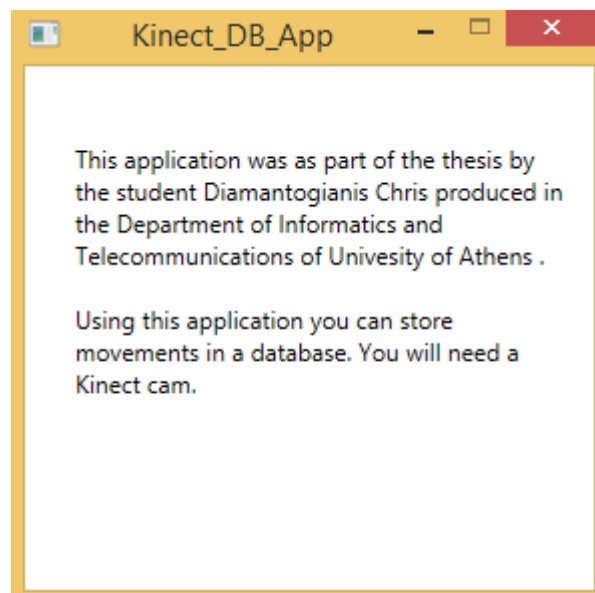 Kinect_DB_App
This application was as part of the thesis by
the student Diamantogianis Chris produced in
the Department of Informatics and
Telecommunications of Univesity of Athens .
Using this application you can store
movements in a database. You will need a
Kinect cam.